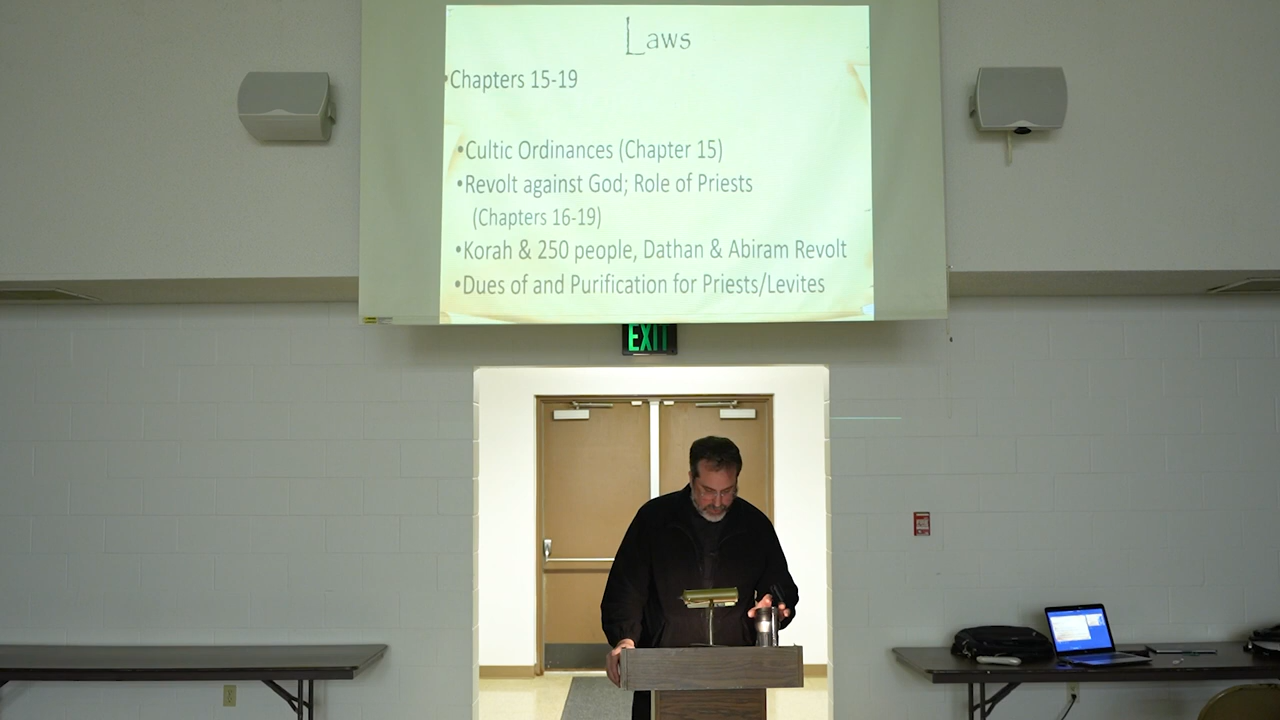 Laws
•Chapters 15-19
•Cultic Ordinances (Chapter 15)
•Revolt against God; Role of Priests
(Chapters 16-19)
•Korah & 250 people, Dathan & Abiram Revolt
•Dues of and Purification for Priests/Levites
EXIT